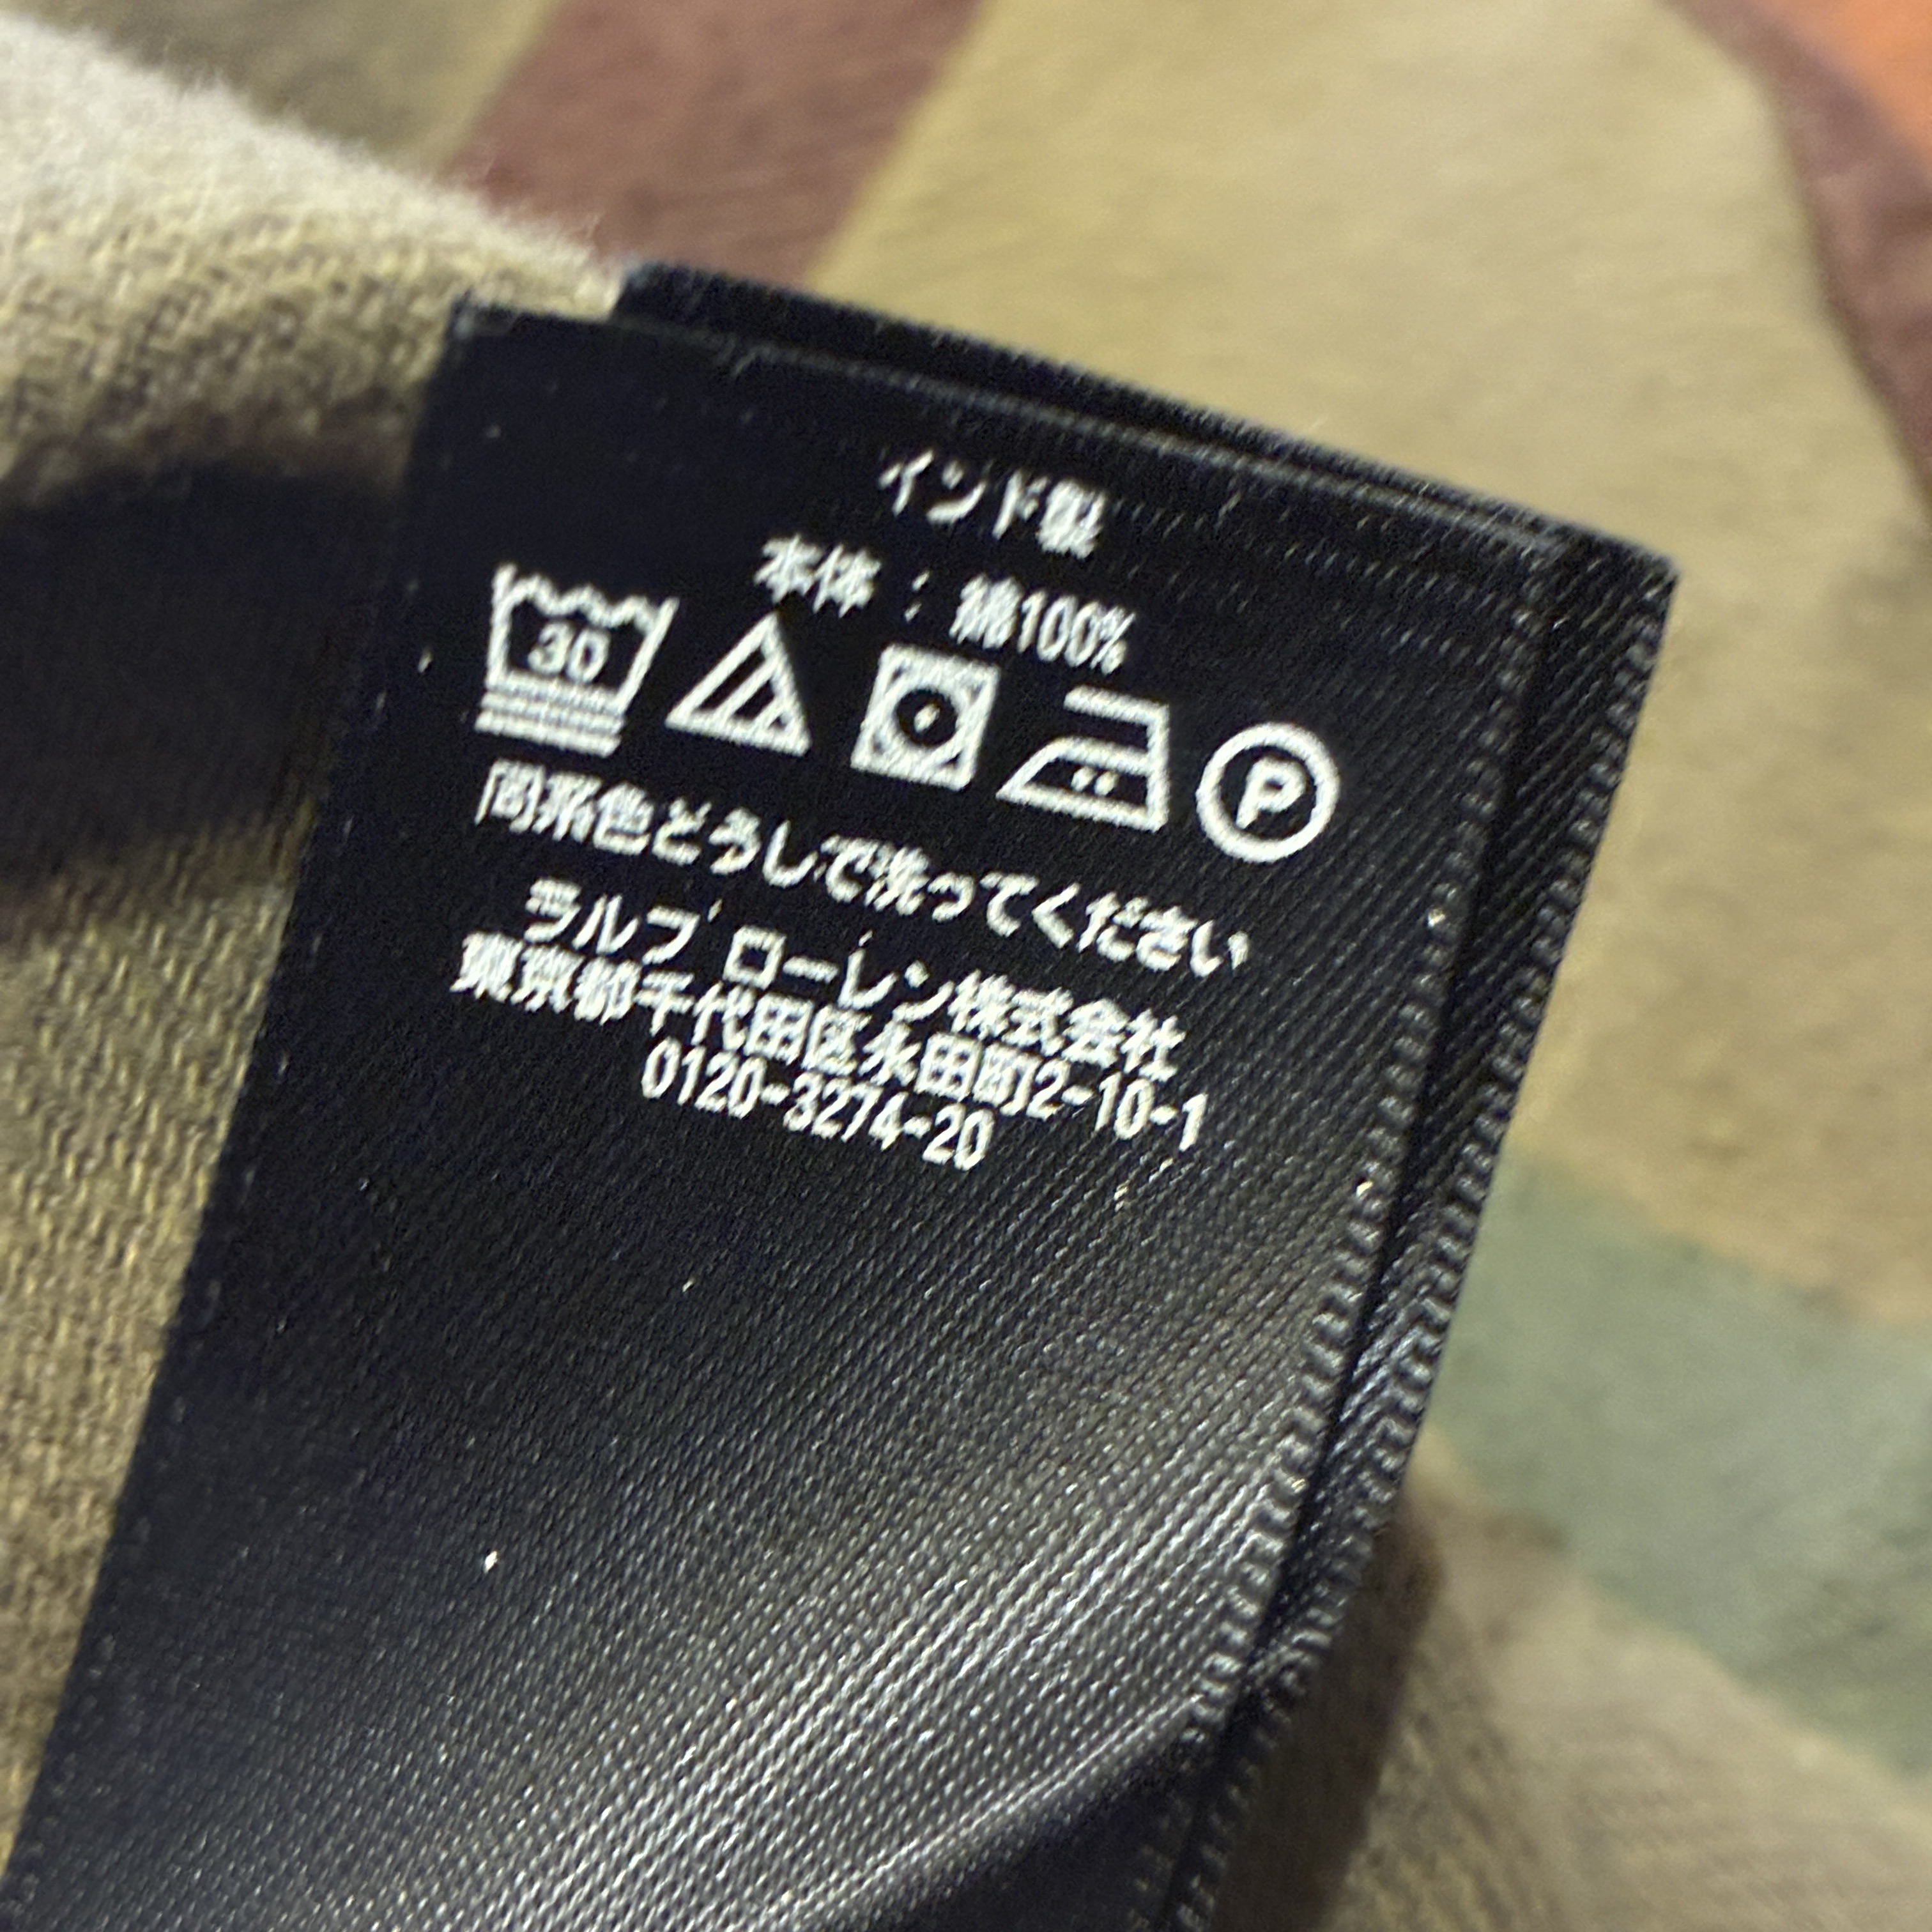 インド製
本体 : 綿100%
30
P
同系色どうしで洗ってください
ラルフ ローレン株式会社
東京都千代田区永田町2-10-1
0120-3274-20